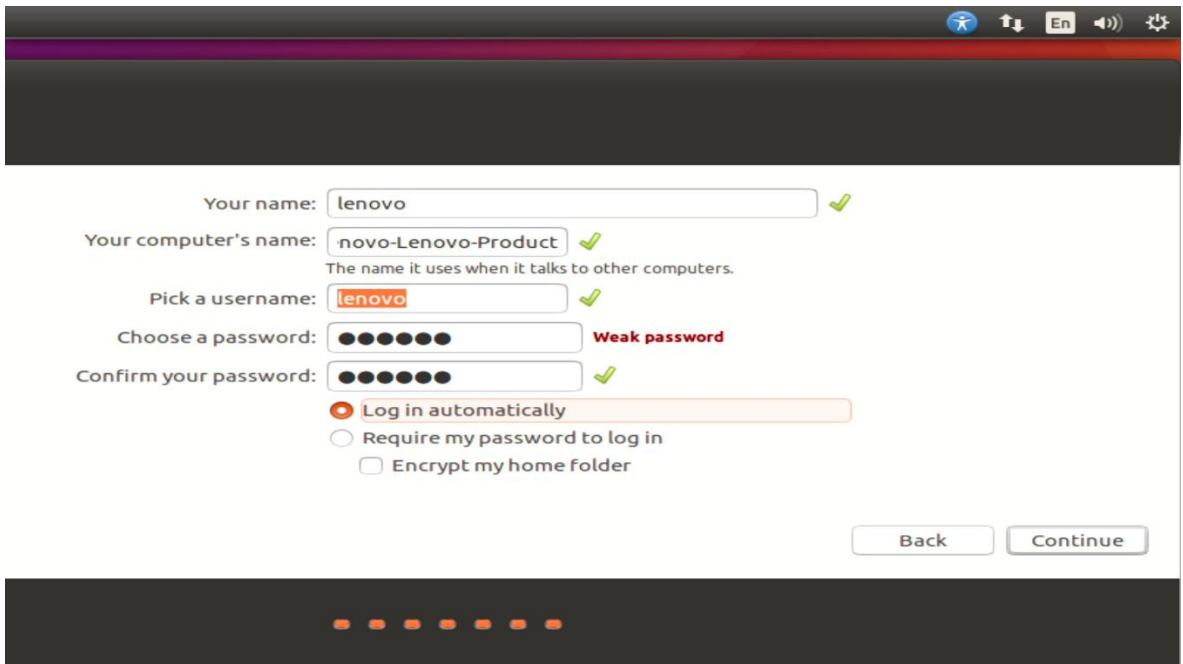 En
Your name: lenovo
Your computer's name: novo-Lenovo-Product
The name it uses when it talks to other computers.
Pick a username: lenovo
Choose a password: ●●●●●● Weak password
Confirm your password: ●●●●●●
Log in automatically
Require my password to log in
Encrypt my home folder
Back Continue